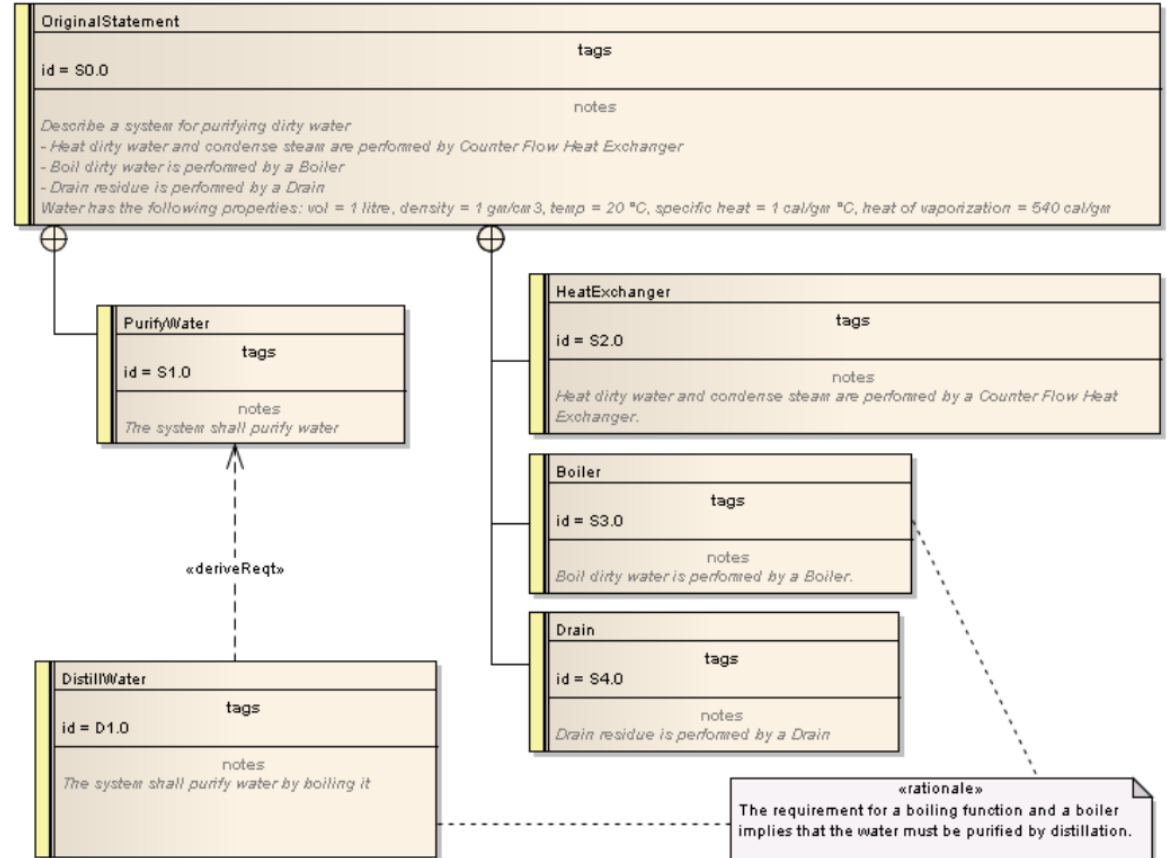 OriginalStatement
tags
id = S0.0
notes
Describe a system for purifying dirty water
- Heat dirty water and condense steam are performed by Counter Flow Heat Exchanger
- Boil dirty water is performed by a Boiler
- Drain residue is performed by a Drain
Water has the following properties: vol = 1 litre, density = 1 gm/cm3, temp = 20 °C, specific heat = 1 cal/gm °C, heat of vaporization = 540 cal/gm
PurifyWater
tags
id = S1.0
notes
The system shall purify water
HeatExchanger
tags
id = S2.0
notes
Heat dirty water and condense steam are performed by a Counter Flow Heat
Exchanger.
Boiler
tags
id = S3.0
notes
Boil dirty water is performed by a Boiler.
«deriveReqt»
Drain
tags
id = S4.0
notes
Drain residue is performed by a Drain
DistillWater
tags
id = D1.0
notes
The system shall purify water by boiling it
«rationale»
The requirement for a boiling function and a boiler
implies that the water must be purified by distillation.